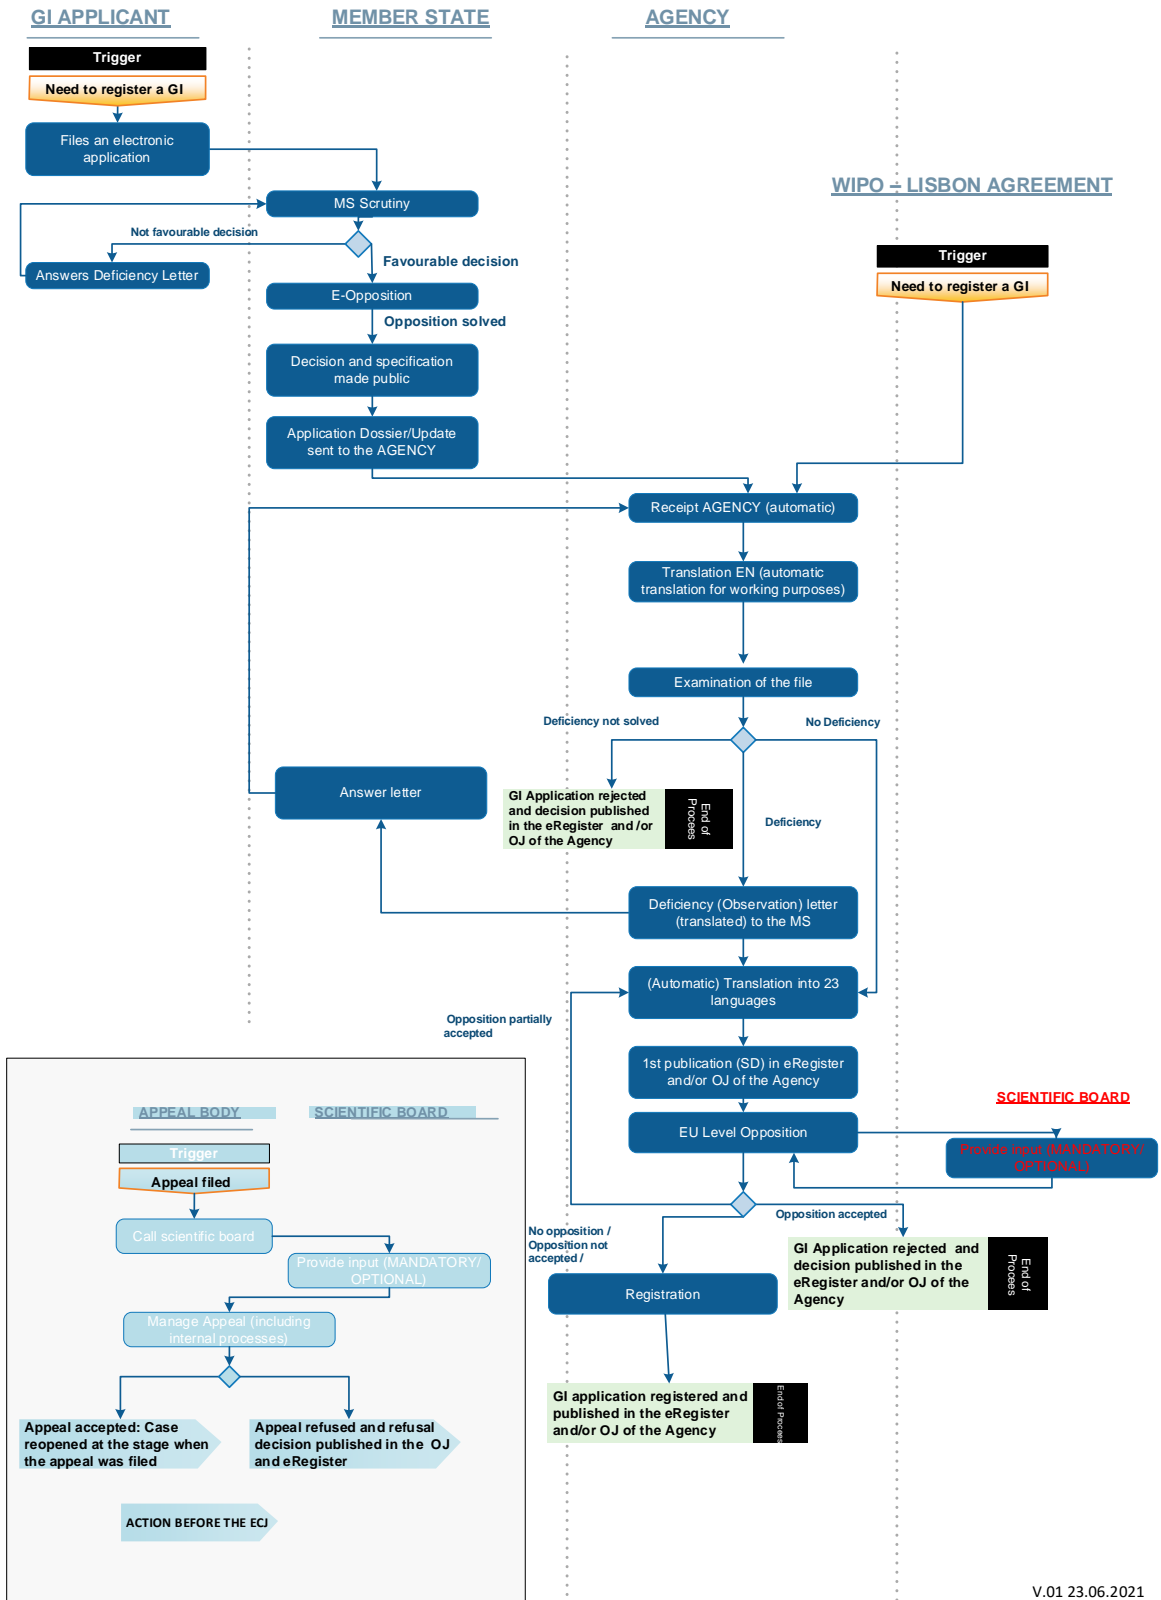 GI APPLICANT
MEMBER STATE
AGENCY
Trigger
Need to register a GI
Files an electronic
application
WIPO – LISBON AGREEMENT
MS Scrutiny
Not favourable decision
Answers Deficiency Letter
Favourable decision
Trigger
Need to register a GI
E-Opposition
Opposition solved
Decision and specification
made public
Application Dossier/Update
sent to the AGENCY
Receipt AGENCY (automatic)
Translation EN (automatic
translation for working purposes)
Examination of the file
Deficiency not solved
No Deficiency
Answer letter
GI Application rejected
and decision published
in the eRegister and /or
OJ of the Agency
End of
Procees
Deficiency
Deficiency (Observation) letter
(translated) to the MS
(Automatic) Translation into 23
languages
Opposition partially
accepted
1st publication (SD) in eRegister
and/or OJ of the Agency
EU Level Opposition
SCIENTIFIC BOARD
Provide input (MANDATORY/
OPTIONAL)
Opposition accepted
No opposition /
Opposition not
accepted /
GI Application rejected and
decision published in the
eRegister and/or OJ of the
Agency
End of
Procees
Registration
GI application registered and
published in the eRegister
and/or OJ of the Agency
End of Procees
APPEAL BODY
SCIENTIFIC BOARD
Trigger
Appeal filed
Call scientific board
Provide input (MANDATORY/
OPTIONAL)
Manage Appeal (including
internal processes)
Appeal accepted: Case
reopened at the stage when
the appeal was filed
Appeal refused and refusal
decision published in the OJ
and eRegister
ACTION BEFORE THE ECJ
V.01 23.06.2021